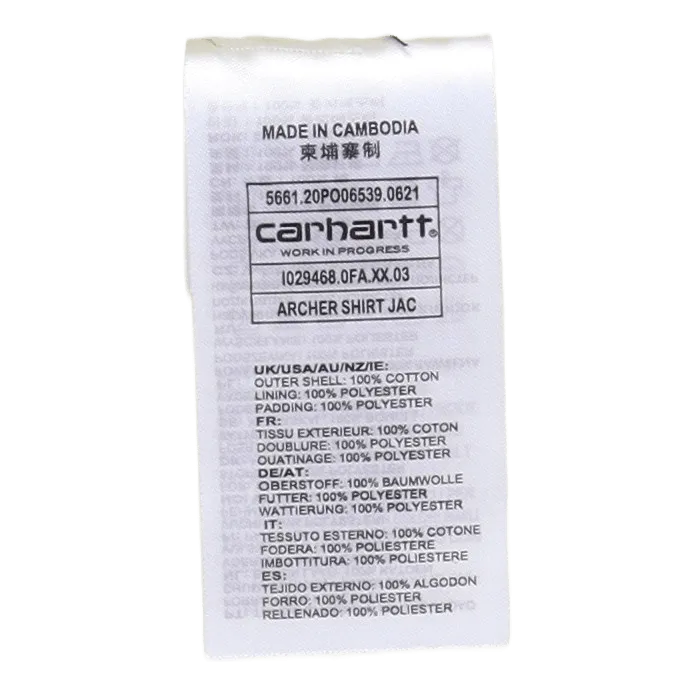 MADE IN CAMBODIA
柬埔寨制
5661.20PO06539.0621
carhartt®
WORK IN PROGRESS
I029468.0FA.XX.03
ARCHER SHIRT JAC
UK/USA/AU/NZ/IE:
OUTER SHELL: 100% COTTON
LINING: 100% POLYESTER
PADDING: 100% POLYESTER
FR:
TISSU EXTERIEUR: 100% COTON
DOUBLURE: 100% POLYESTER
OUATINAGE: 100% POLYESTER
DE/AT:
OBERSTOFF: 100% BAUMWOLLE
FUTTER: 100% POLYESTER
WATTIERUNG: 100% POLYESTER
IT:
TESSUTO ESTERNO: 100% COTONE
FODERA: 100% POLIESTERE
IMBOTTITURA: 100% POLIESTERE
ES:
TEJIDO EXTERNO: 100% ALGODON
FORRO: 100% POLIESTER
RELLENADO: 100% POLIESTER